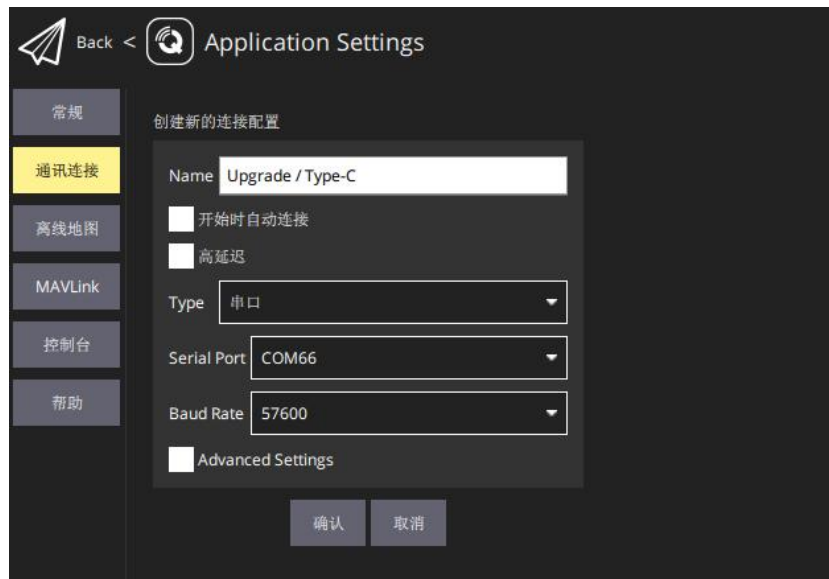 Back < Application Settings
常规
通讯连接
离线地图
MAVLink
控制台
帮助
创建新的连接配置
Name Upgrade / Type-C
开始时自动连接
高延迟
Type 串口
Serial Port COM66
Baud Rate 57600
Advanced Settings
确认 取消